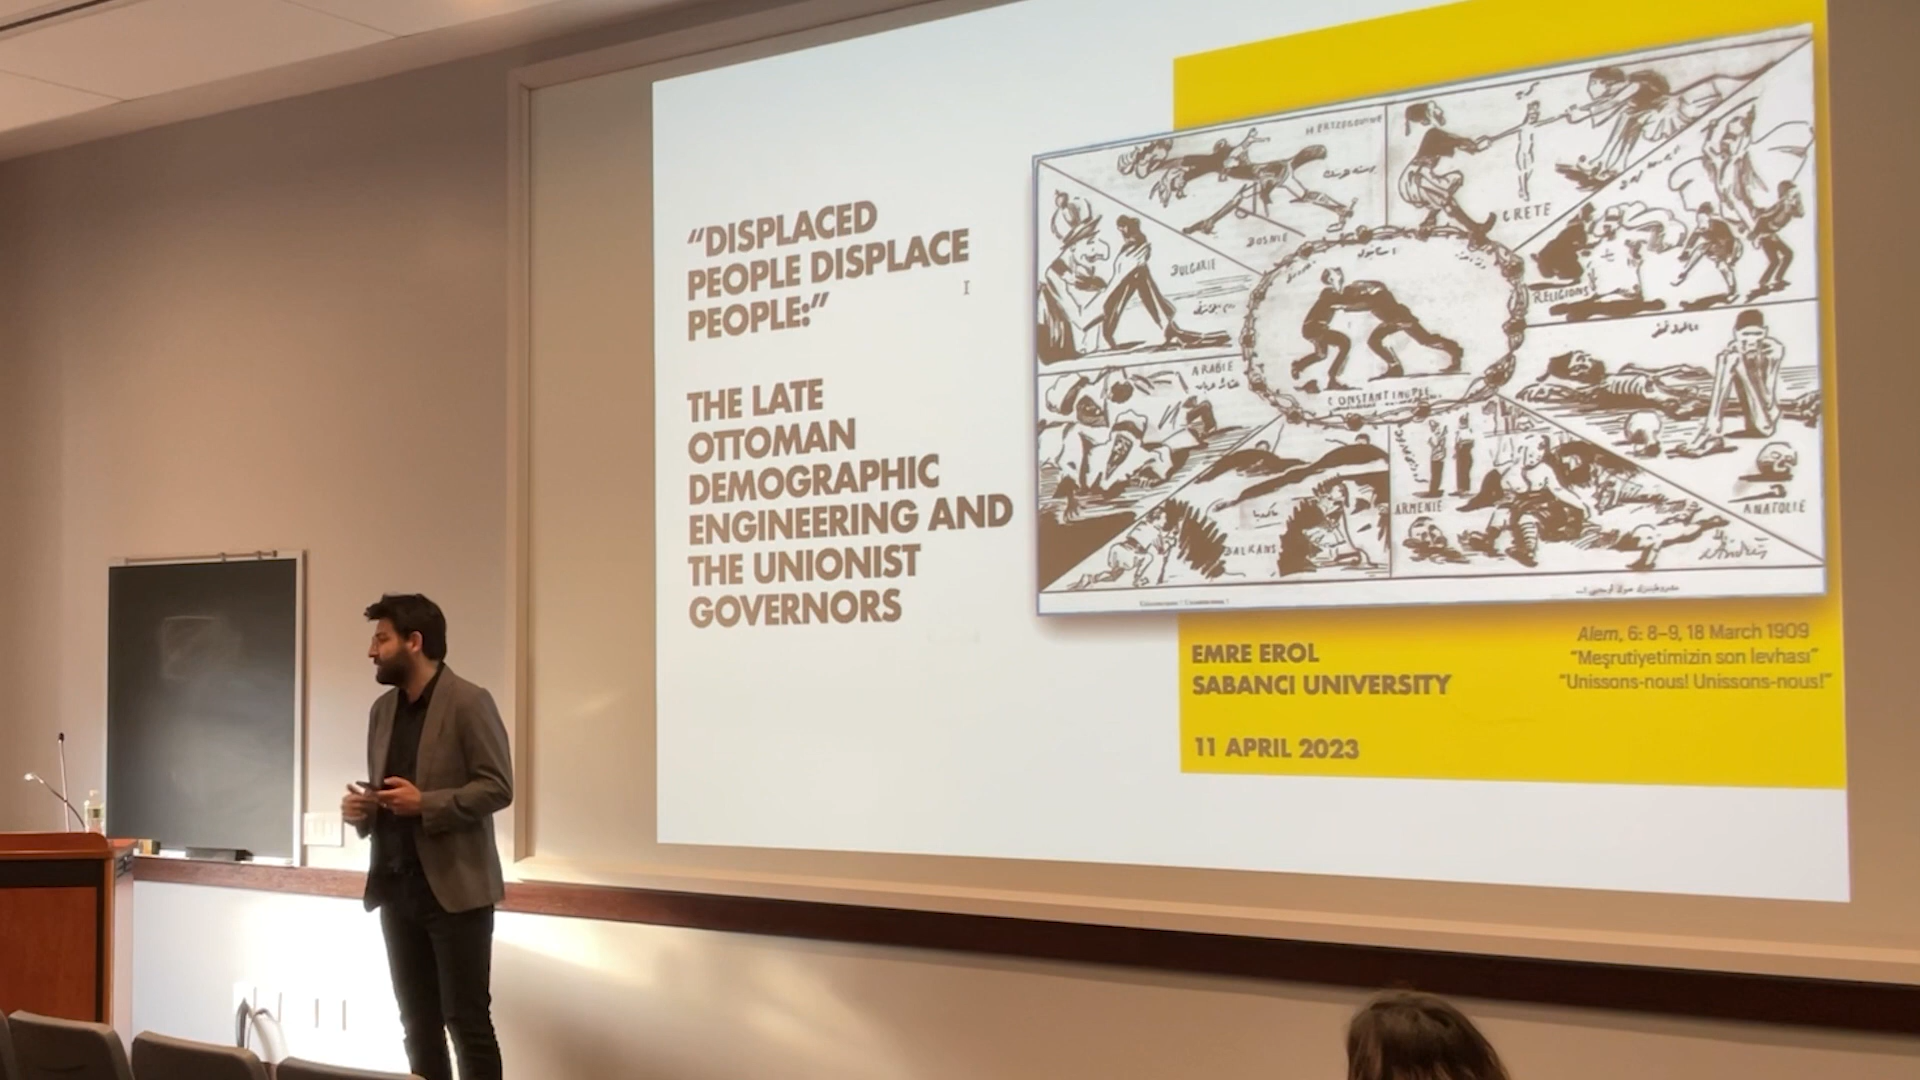 “DISPLACED
PEOPLE DISPLACE
PEOPLE:”
THE LATE
OTTOMAN
DEMOGRAPHIC
ENGINEERING AND
THE UNIONIST
GOVERNORS
HERTZEGOVINE
BOSNIE
CRETE
BULGARIE
RELIGIONS
ARABIE
CONSTANTINOPLE
BALKANS
ARMENIE
ANATOLIE
EMRE EROL
SABANCI UNIVERSITY
11 APRIL 2023
Alem, 6: 8–9, 18 March 1909
“Meşrutiyetimizin son levhası”
“Unissons-nous! Unissons-nous!”